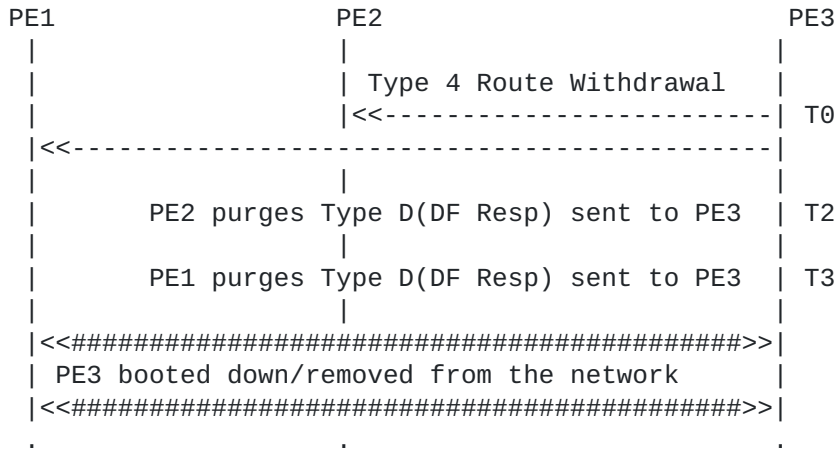 PE1 PE2 PE3
| | |
| | Type 4 Route Withdrawal |
| |<<-------------------------| T0
|<<---------------------------------------------|
| | |
| PE2 purges Type D(DF Resp) sent to PE3 | T2
| | |
| PE1 purges Type D(DF Resp) sent to PE3 | T3
| | |
|<<###########################################>>|
| PE3 booted down/removed from the network |
|<<###########################################>>|
. . .